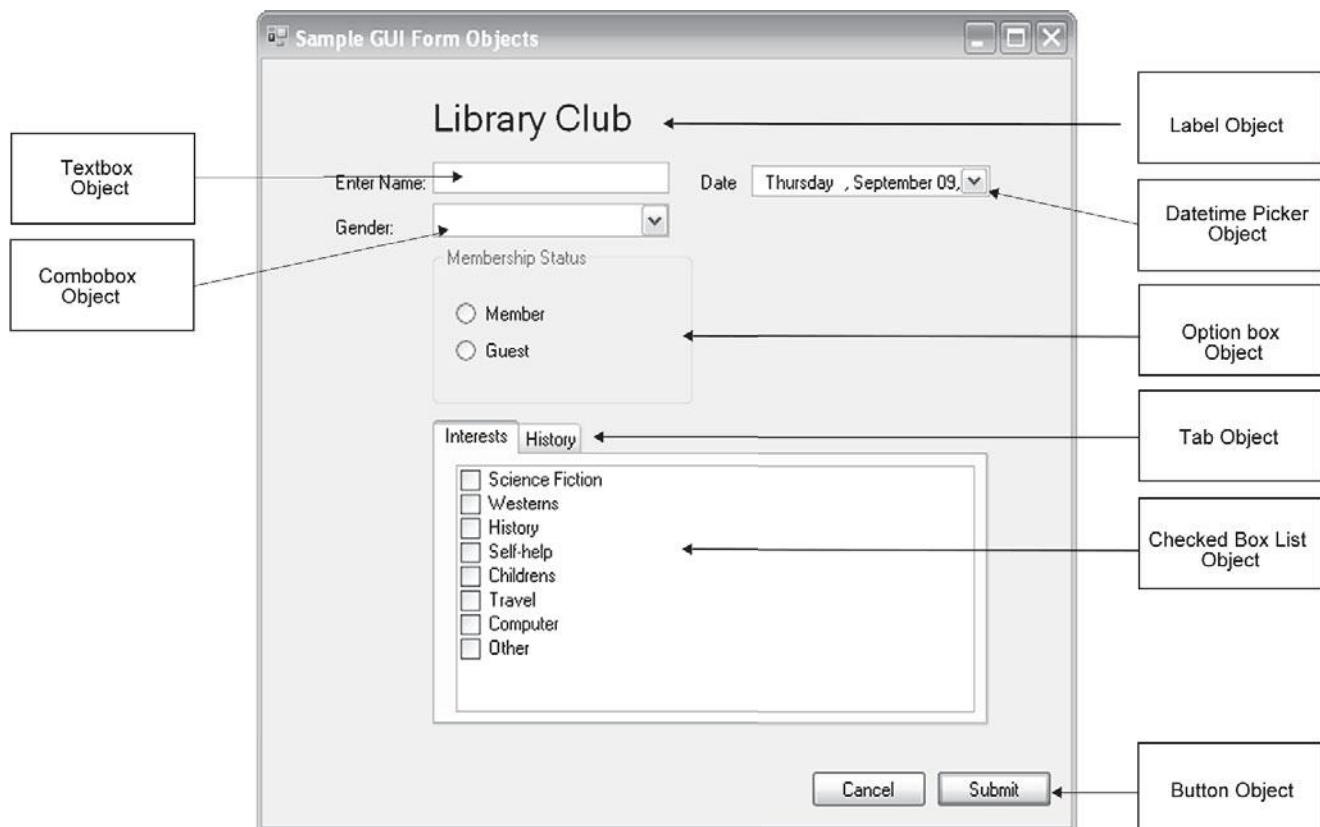 Sample GUI Form Objects
Library Club
Label Object
Textbox
Object
Enter Name:
Date
Thursday , September 09,
Datetime Picker
Object
Gender:
Combobox
Object
Membership Status
Member
Guest
Option box
Object
Interests
History
Tab Object
Science Fiction
Westerns
History
Self-help
Childrens
Travel
Computer
Other
Checked Box List
Object
Cancel
Submit
Button Object